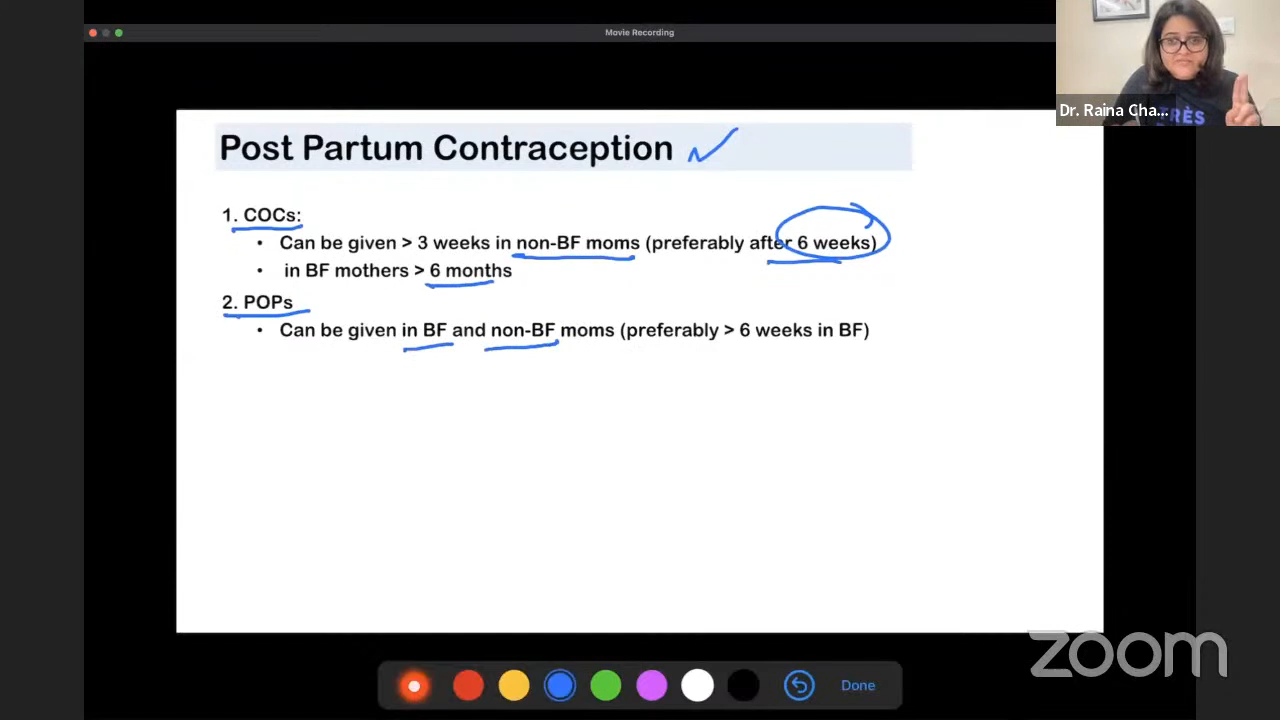 Movie Recording
Dr. Raina Cha...
TRÈS
Post Partum Contraception
1. COCs:
• Can be given > 3 weeks in non-BF moms (preferably after 6 weeks)
• in BF mothers > 6 months
2. POPs
• Can be given in BF and non-BF moms (preferably > 6 weeks in BF)
zoom
Done